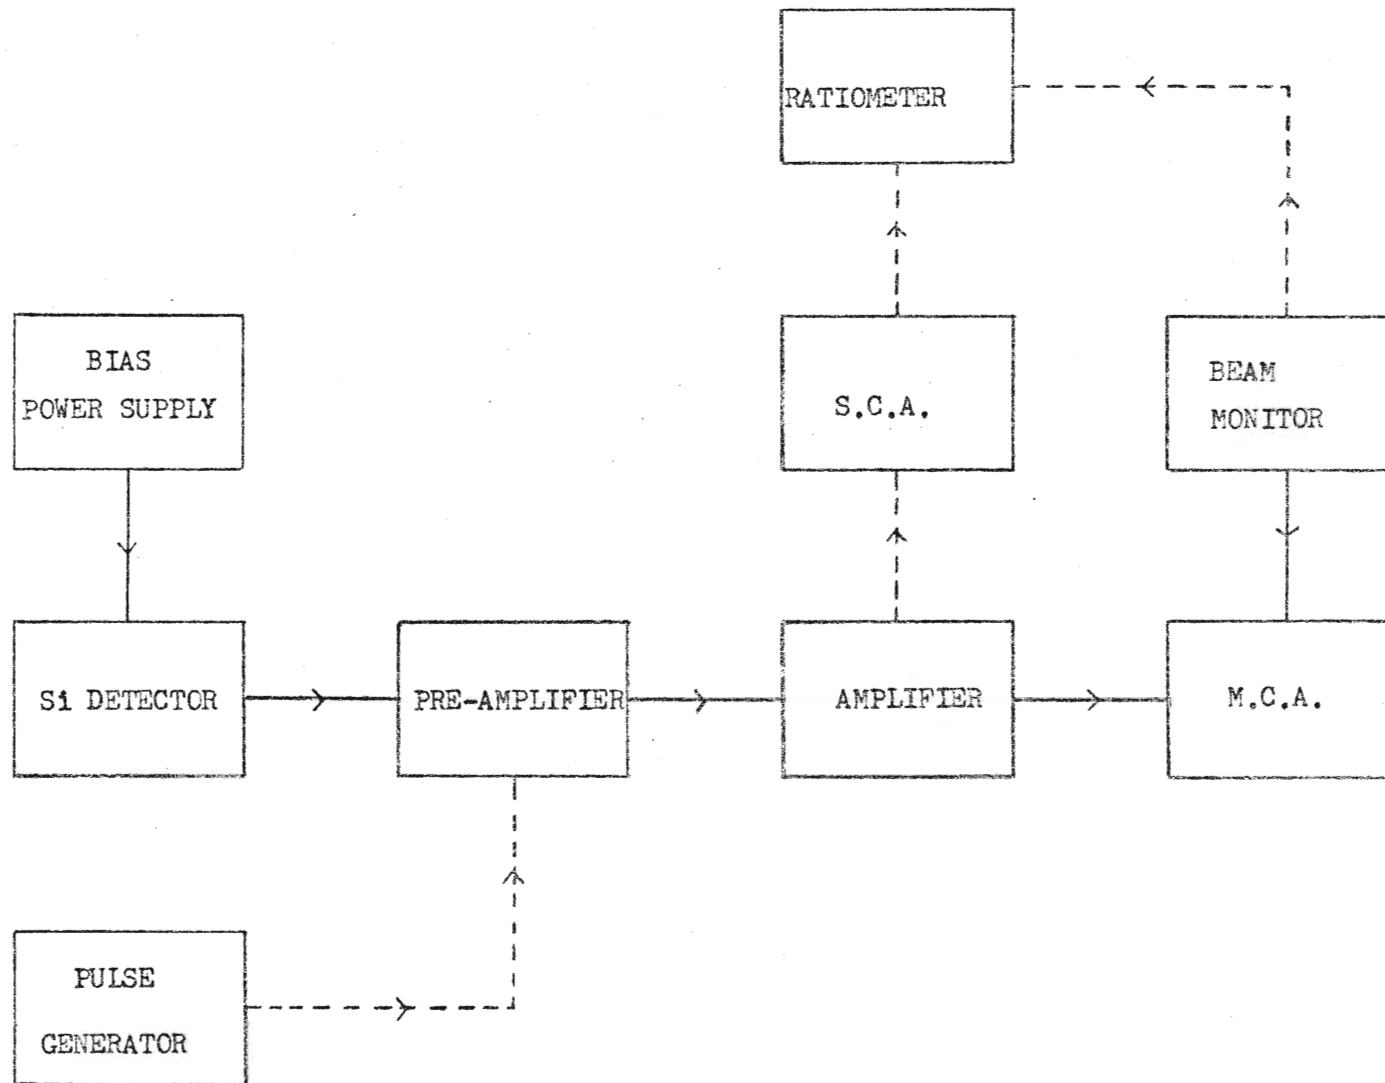 RATIOMETER
BIAS
POWER SUPPLY
S.C.A.
BEAM
MONITOR
Si DETECTOR
PRE-AMPLIFIER
AMPLIFIER
M.C.A.
PULSE
GENERATOR